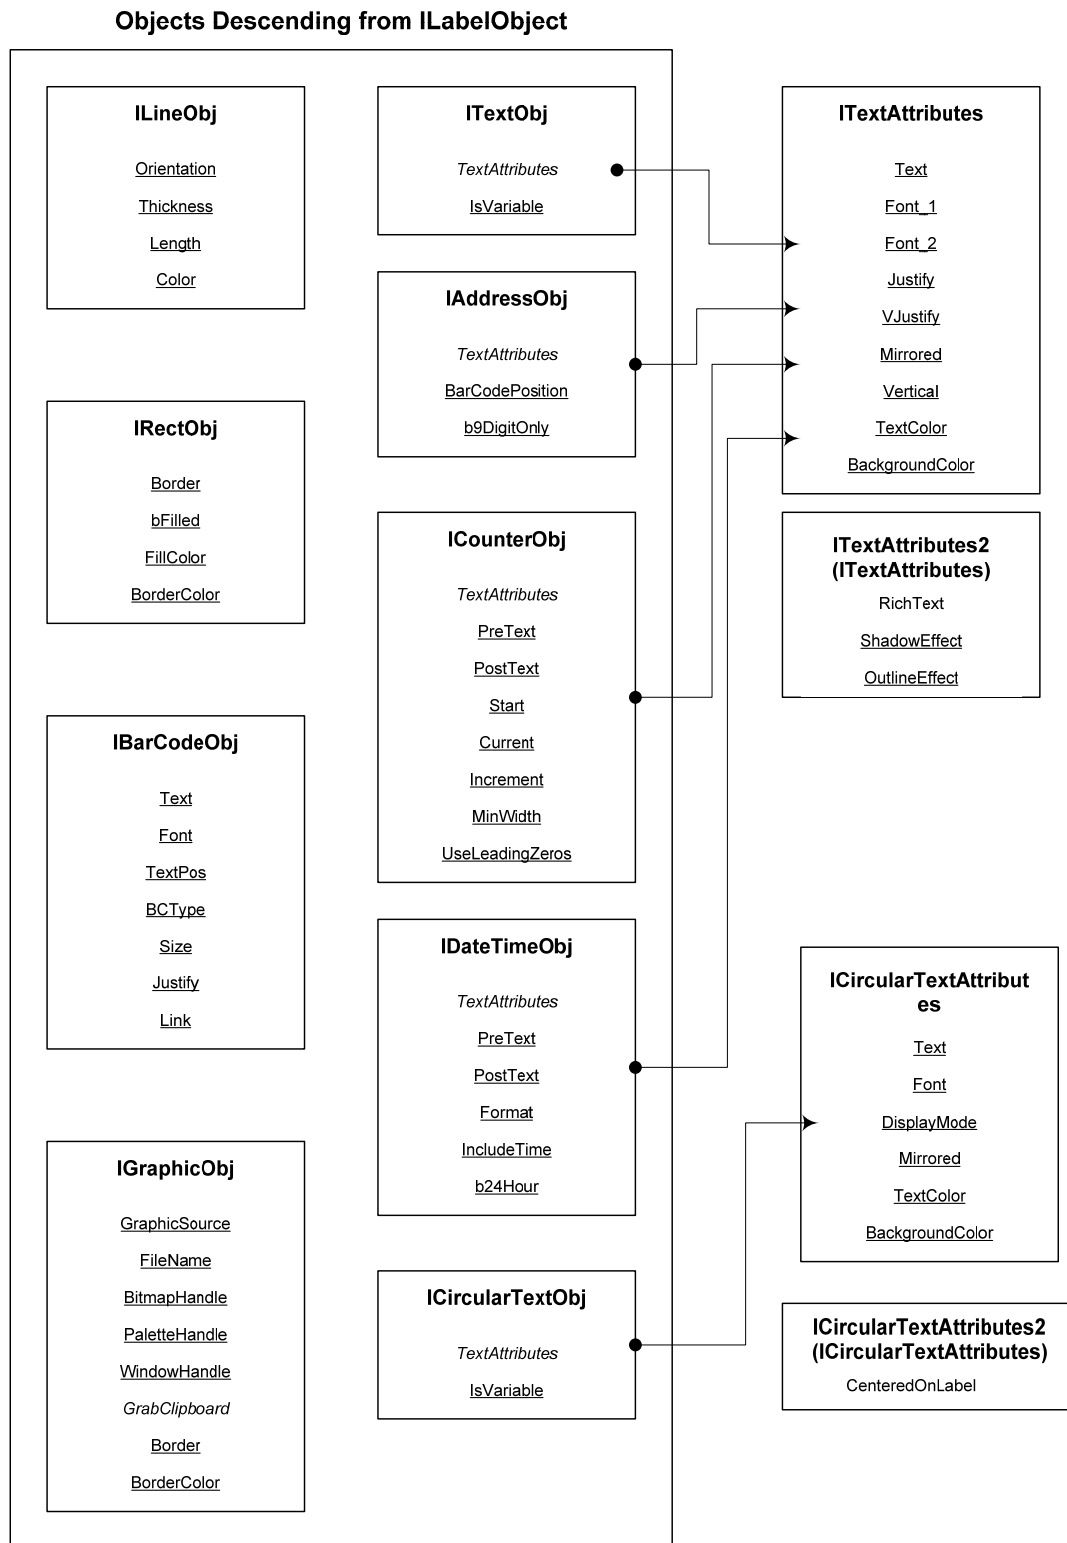 Objects Descending from ILabelObject
ILineObj
Orientation
Thickness
Length
Color
IRectObj
Border
bFilled
FillColor
BorderColor
IBarCodeObj
Text
Font
TextPos
BCType
Size
Justify
Link
IGraphicObj
GraphicSource
FileName
BitmapHandle
PaletteHandle
WindowHandle
GrabClipboard
Border
BorderColor
ITextObj
TextAttributes
IsVariable
IAddressObj
TextAttributes
BarCodePosition
b9DigitOnly
ICounterObj
TextAttributes
PreText
PostText
Start
Current
Increment
MinWidth
UseLeadingZeros
IDateTimeObj
TextAttributes
PreText
PostText
Format
IncludeTime
b24Hour
ICircularTextObj
TextAttributes
IsVariable
ITextAttributes
Text
Font_1
Font_2
Justify
VJustify
Mirrored
Vertical
TextColor
BackgroundColor
ITextAttributes2
(ITextAttributes)
RichText
ShadowEffect
OutlineEffect
ICircularTextAttribut
es
Text
Font
DisplayMode
Mirrored
TextColor
BackgroundColor
ICircularTextAttributes2
(ICircularTextAttributes)
CenteredOnLabel